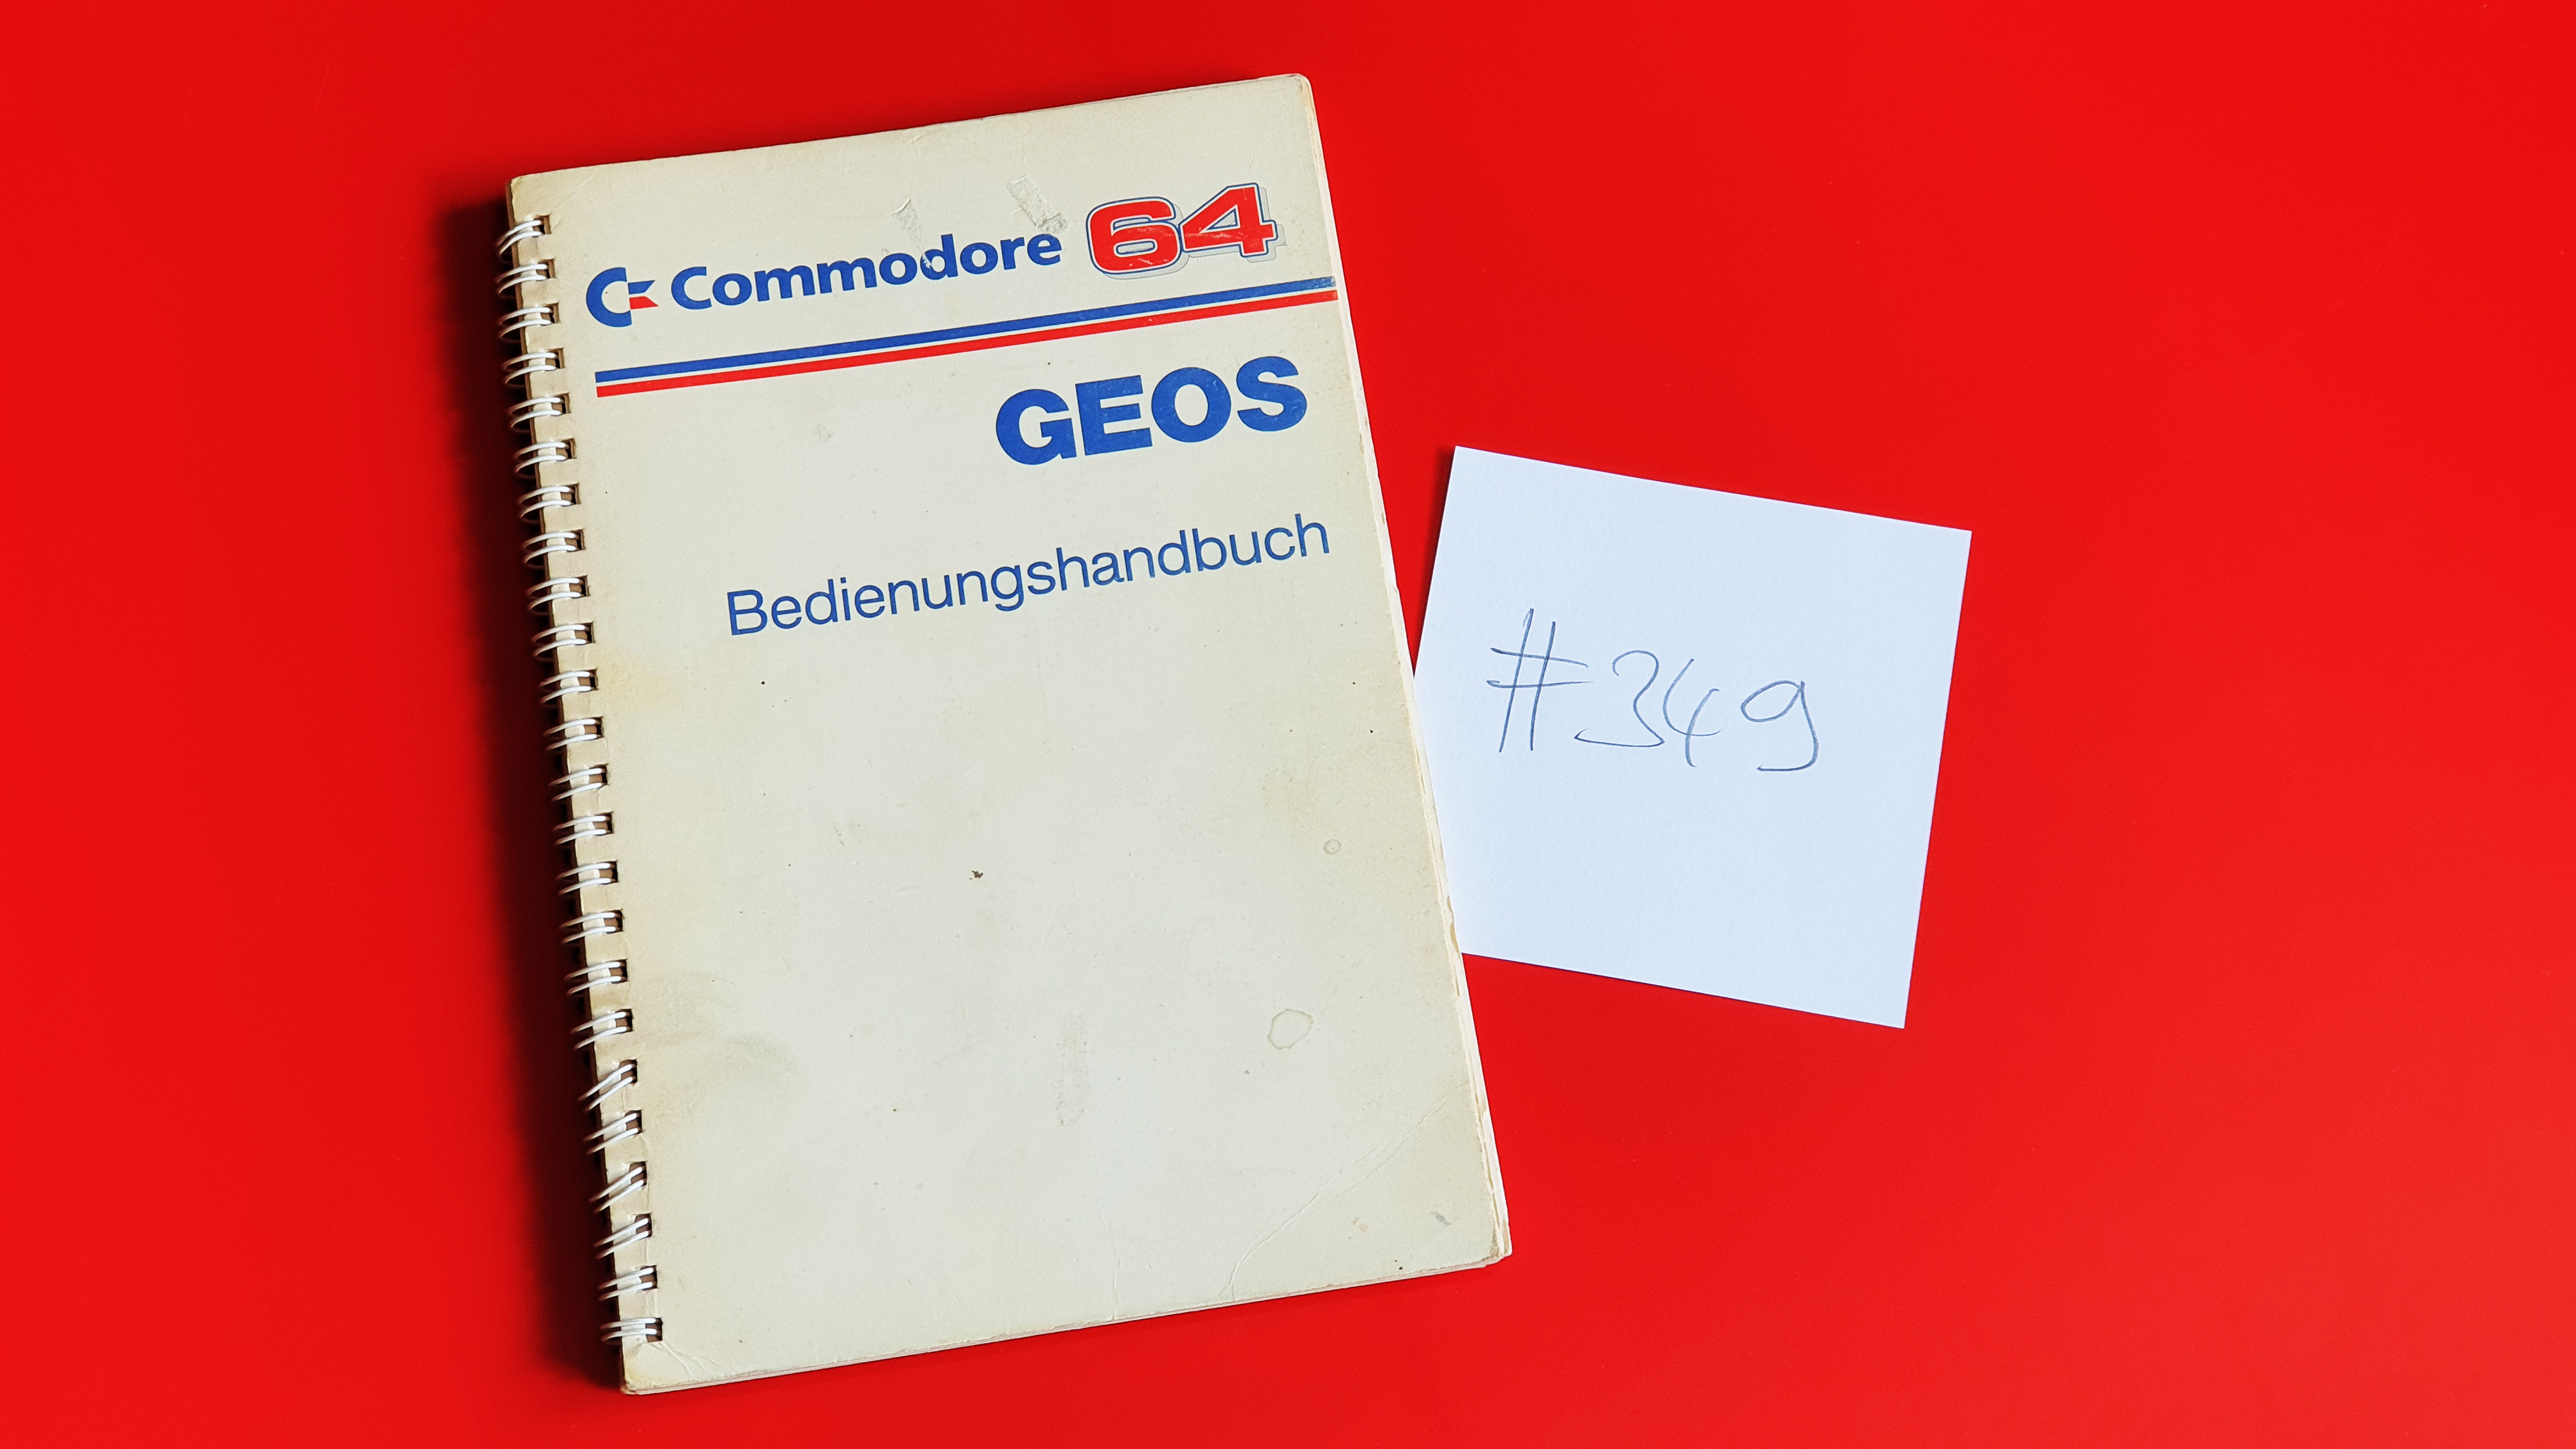 Commodore 64
GEOS
Bedienungshandbuch
#349